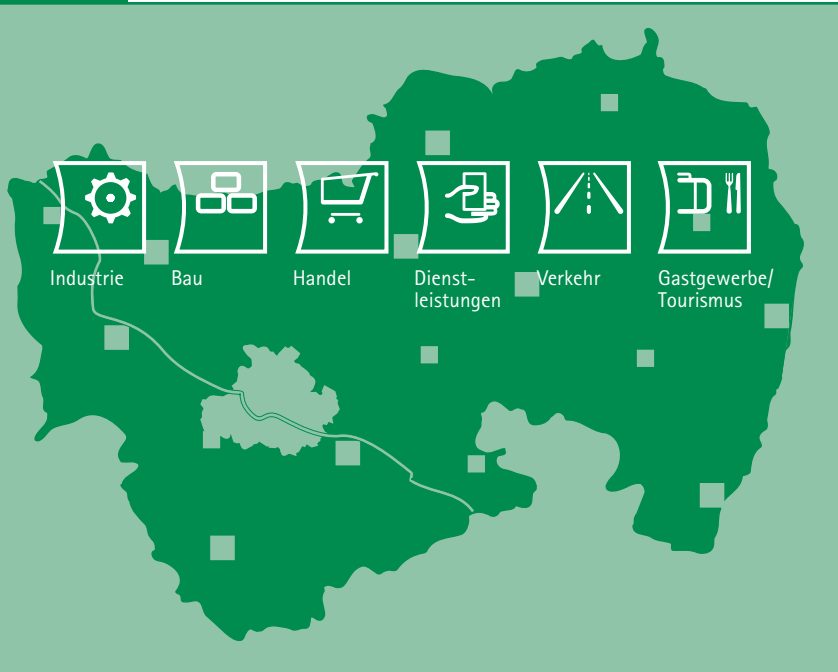 Industrie
Bau
Handel
Dienst-
leistungen
Verkehr
Gastgewerbe/
Tourismus